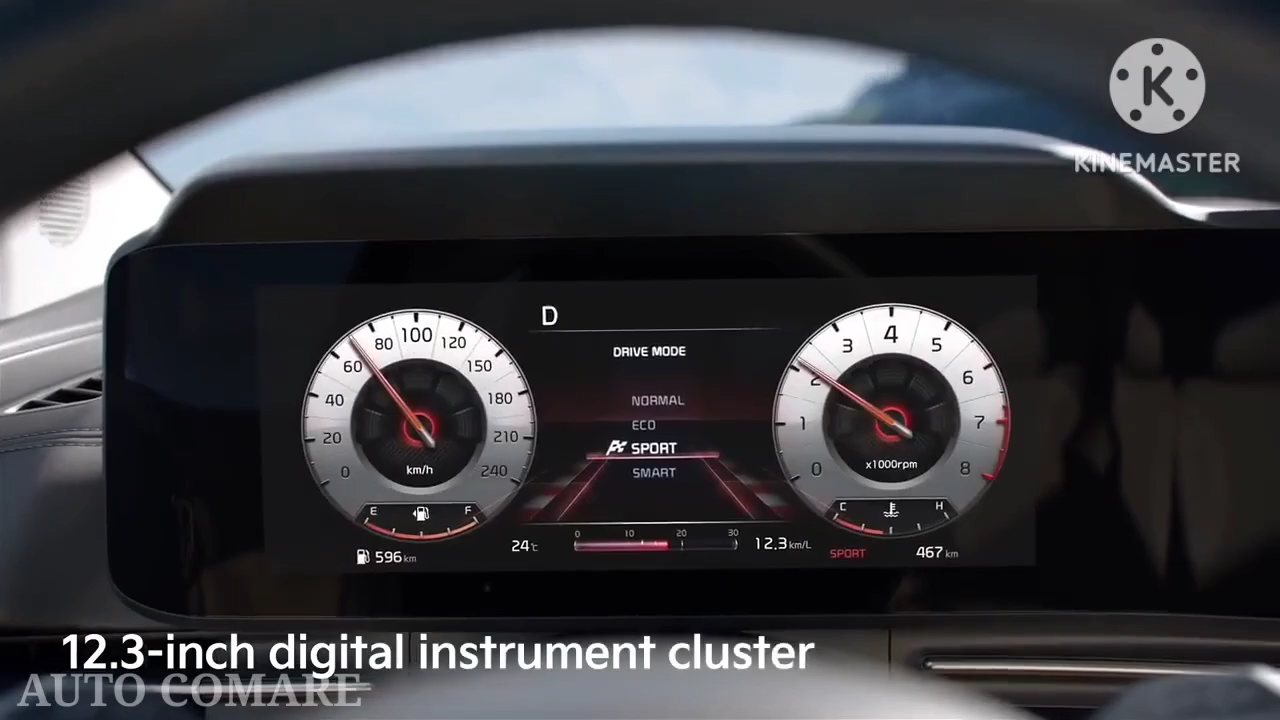 K
KINEMASTER
D
DRIVE MODE
NORMAL
ECO
SPORT
SMART
0 20 40 60 80 100 120 150 180 210 240
km/h
E F
596 km
24°C
0 10 20 30
12.3 km/L
0 1 2 3 4 5 6 7 8
x1000rpm
C H
SPORT
467 km
12.3-inch digital instrument cluster
AUTO COMARE